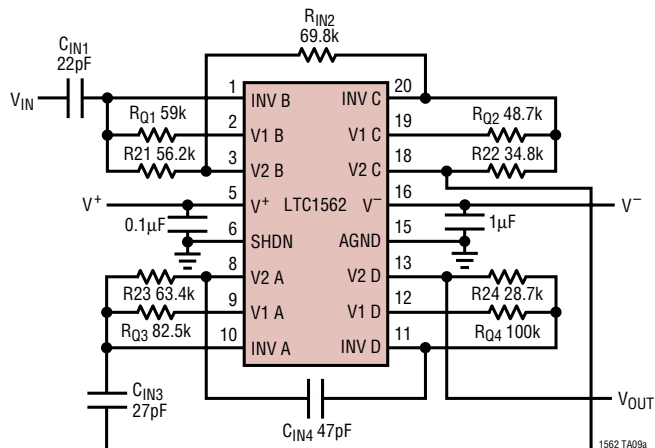 RIN2
69.8k
CIN1
22pF
VIN
1
INV B
INV C
20
RQ1 59k
2
V1 B
V1 C
19
RQ2 48.7k
R21 56.2k
3
V2 B
V2 C
18
R22 34.8k
V+
5
V+
LTC1562
V–
16
V–
0.1µF
6
SHDN
AGND
15
1µF
8
V2 A
V2 D
13
R23 63.4k
R24 28.7k
9
V1 A
V1 D
12
RQ3 82.5k
RQ4 100k
10
INV A
INV D
11
CIN3
27pF
CIN4 47pF
VOUT
1562 TA09a